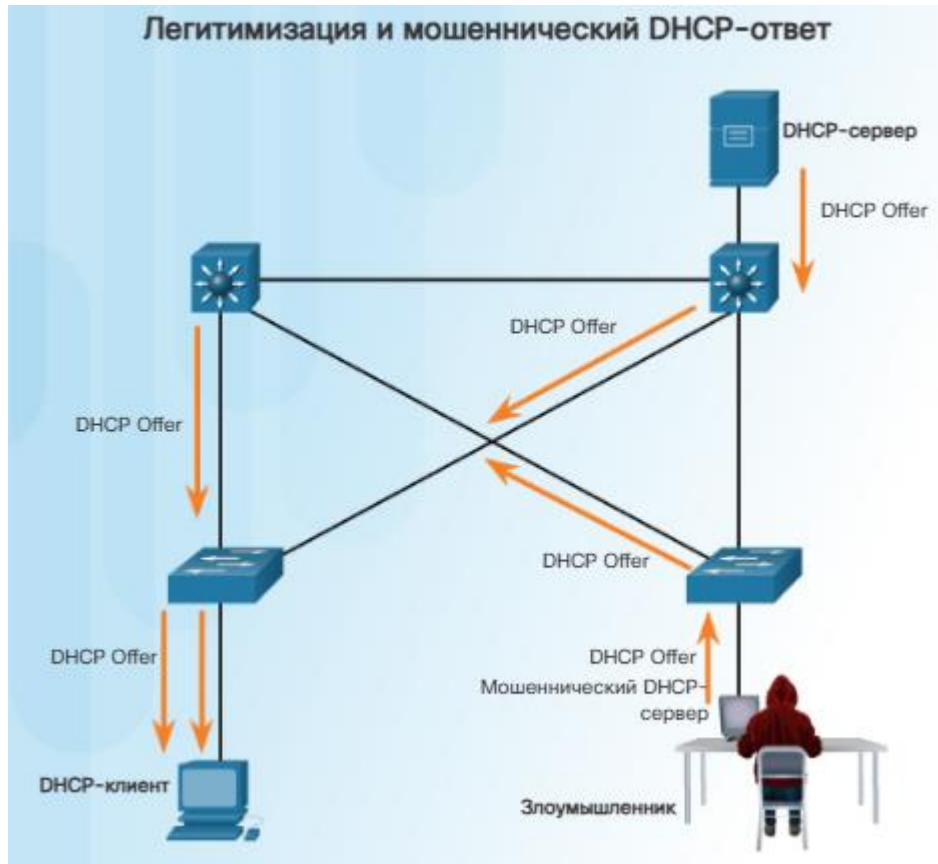 Легитимизация и мошеннический DHCP-ответ
DHCP-сервер
DHCP Offer
DHCP Offer
DHCP Offer
DHCP Offer
DHCP Offer
DHCP Offer
Мошеннический DHCP-
сервер
DHCP-клиент
Злоумышленник